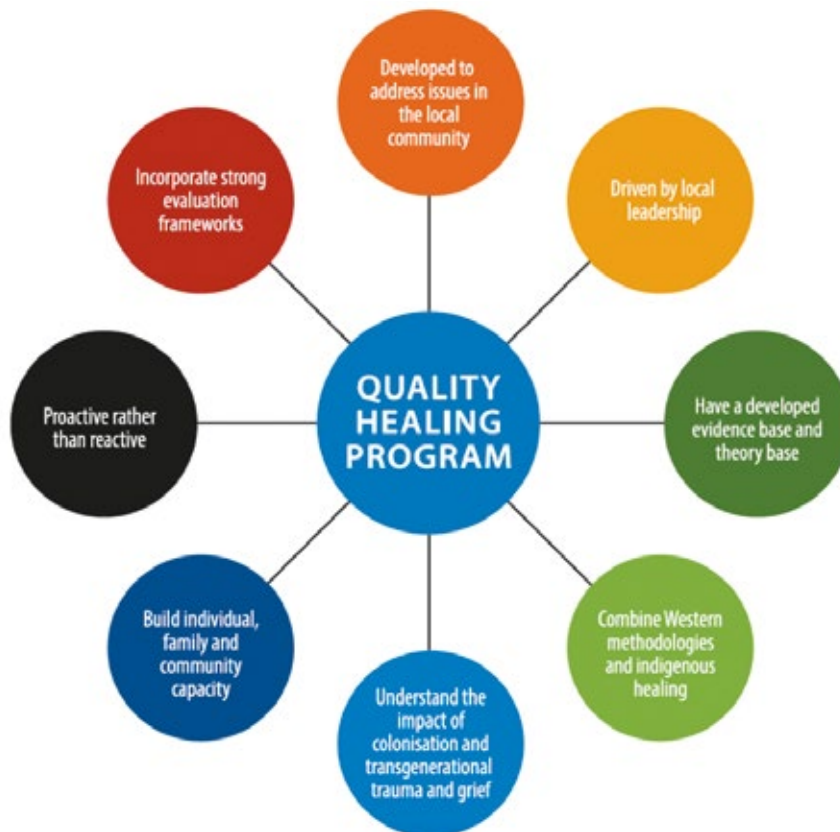 Developed to
address issues in
the local
community
Driven by local
leadership
Have a developed
evidence base and
theory base
Combine Western
methodologies
and indigenous
healing
Understand the
impact of
colonisation and
transgenerational
trauma and grief
Build individual,
family and
community
capacity
Proactive rather
than reactive
Incorporate strong
evaluation
frameworks
QUALITY
HEALING
PROGRAM